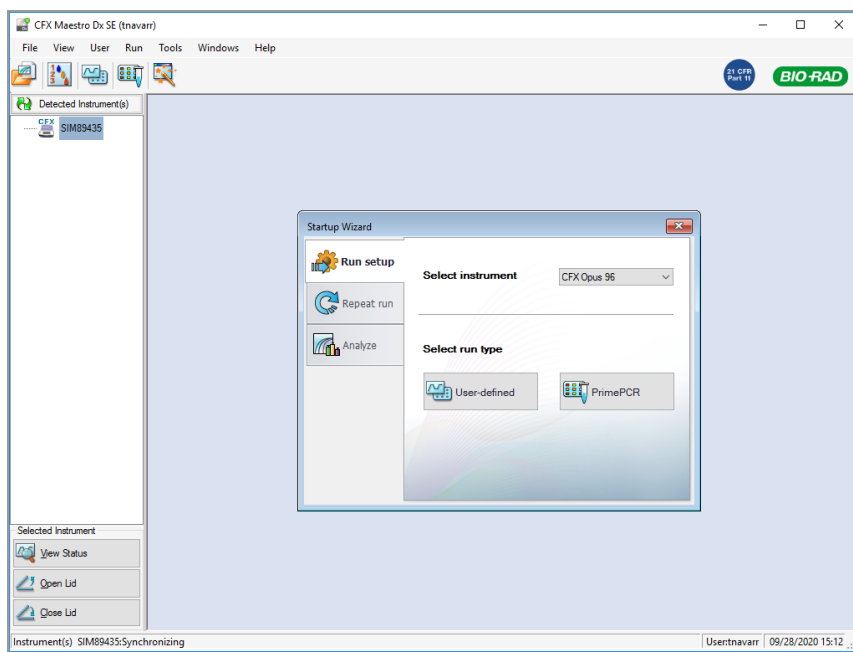 CFX Maestro Dx SE (tnavarr)
File View User Run Tools Windows Help
21 CFR
Part 11
BIO-RAD
Detected Instrument(s)
CFX
SIM89435
Startup Wizard
Run setup
Select instrument
CFX Opus 96
Repeat run
Analyze
Select run type
User-defined
PrimePCR
Selected Instrument
View Status
Open Lid
Close Lid
Instrument(s) SIM89435:Synchronizing
User:tnavarr
09/28/2020 15:12